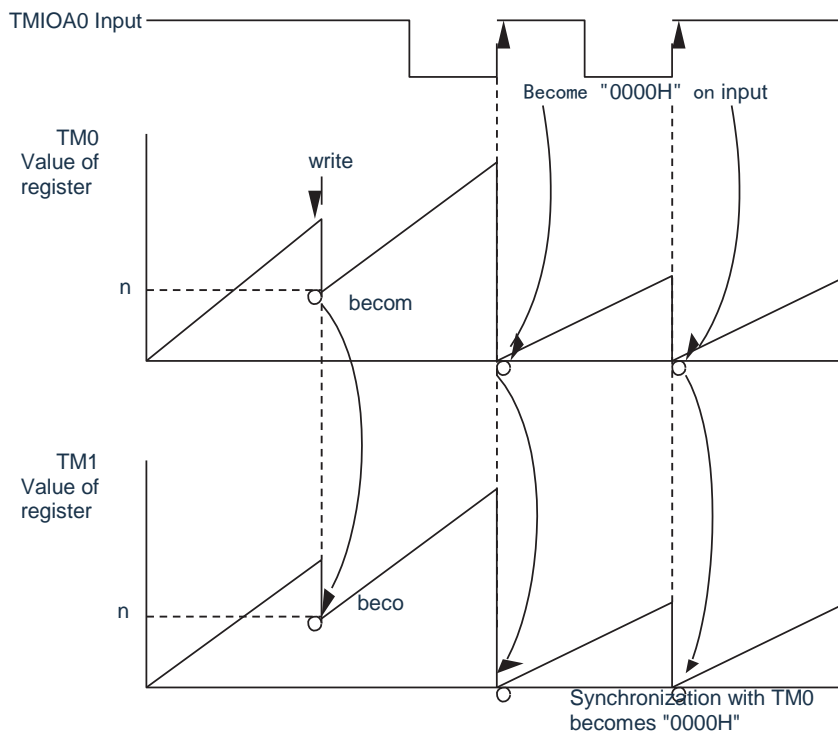 TMIOA0 Input
Become "0000H" on input
TM0
Value of
register
write
n
becom
TM1
Value of
register
n
beco
Synchronization with TM0
becomes "0000H"